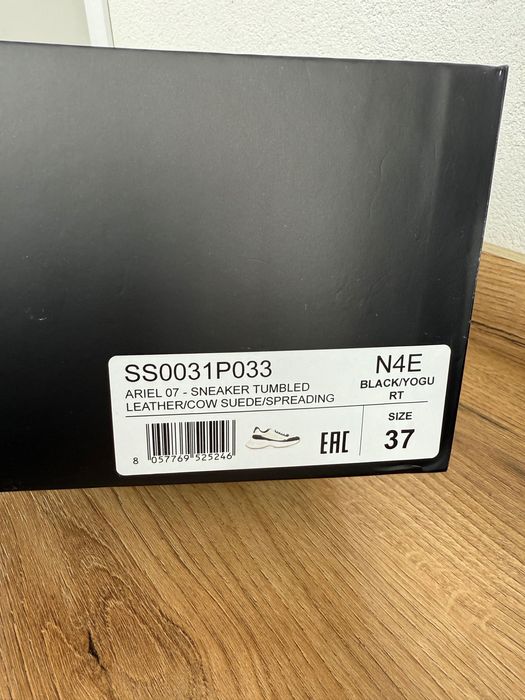 SS0031P033
ARIEL 07 - SNEAKER TUMBLED
LEATHER/COW SUEDE/SPREADING
8 057769 525246
EAC
N4E
BLACK/YOGU
RT
SIZE
37